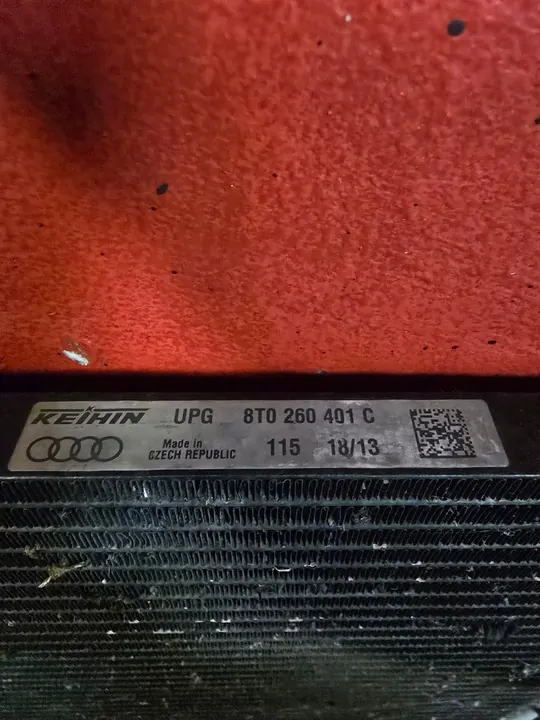 KEIHIN UPG 8T0 260 401 C
Made in
CZECH REPUBLIC 115 18/13